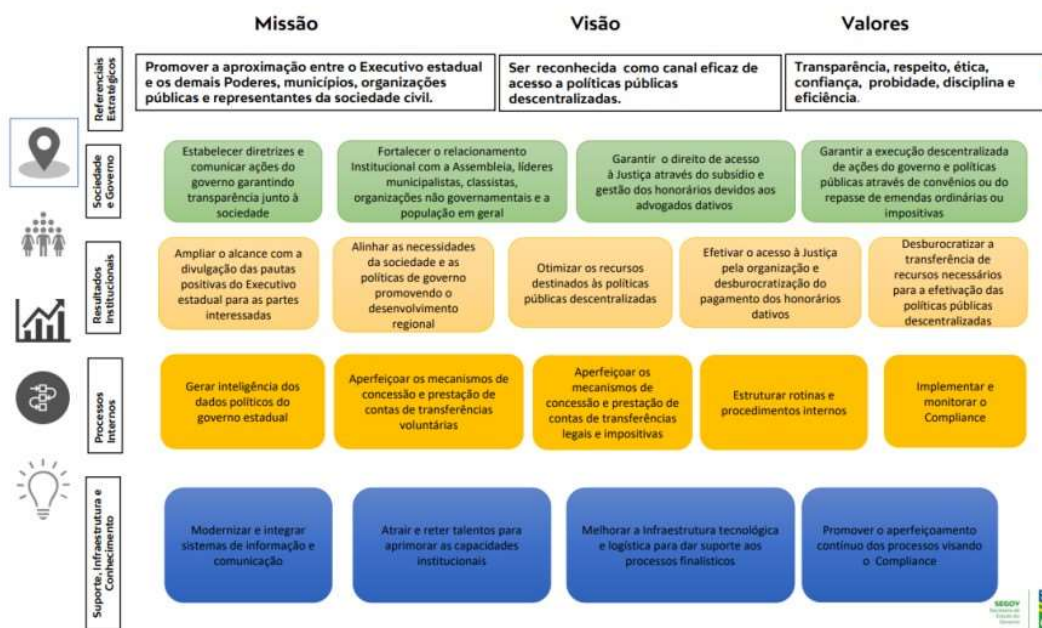 Missão
Visão
Valores
Referenciais
Estratégicos
Promover a aproximação entre o Executivo estadual
e os demais Poderes, municípios, organizações
públicas e representantes da sociedade civil.
Ser reconhecida como canal eficaz de
acesso a políticas públicas
descentralizadas.
Transparência, respeito, ética,
confiança, probidade, disciplina e
eficiência.
Sociedade
e Governo
Estabelecer diretrizes e
comunicar ações do
governo garantindo
transparência junto à
sociedade
Fortalecer o relacionamento
Institucional com a Assembleia, líderes
municipalistas, classistas,
organizações não governamentais e a
população em geral
Garantir o direito de acesso
à Justiça através do subsídio e
gestão dos honorários devidos aos
advogados dativos
Garantir a execução descentralizada
de ações do governo e políticas
públicas através de convênios ou do
repasse de emendas ordinárias ou
impositivas
Resultados
Institucionais
Ampliar o alcance com a
divulgação das pautas
positivas do Executivo
estadual para as partes
interessadas
Alinhar as necessidades
da sociedade e as
políticas de governo
promovendo o
desenvolvimento
regional
Otimizar os recursos
destinados às políticas
públicas descentralizadas
Efetivar o acesso à Justiça
pela organização e
desburocratização do
pagamento dos honorários
dativos
Desburocratizar a
transferência de
recursos necessários
para a efetivação das
políticas públicas
descentralizadas
Processos
Internos
Gerar inteligência dos
dados políticos do
governo estadual
Aperfeiçoar os mecanismos de
concessão e prestação de
contas de transferências
voluntárias
Aperfeiçoar os
mecanismos de
concessão e prestação
de contas de transferências
legais e impositivas
Estruturar rotinas e
procedimentos internos
Implementar e
monitorar o
Compliance
Suporte, Infraestrutura e
Conhecimento
Modernizar e integrar
sistemas de informação e
comunicação
Atrair e reter talentos para
aprimorar as capacidades
institucionais
Melhorar a Infraestrutura tecnológica
e logística para dar suporte aos
processos finalísticos
Promover o aperfeiçoamento
contínuo dos processos visando
o Compliance
SEGOV
Secretaria de
Estado de
Governo